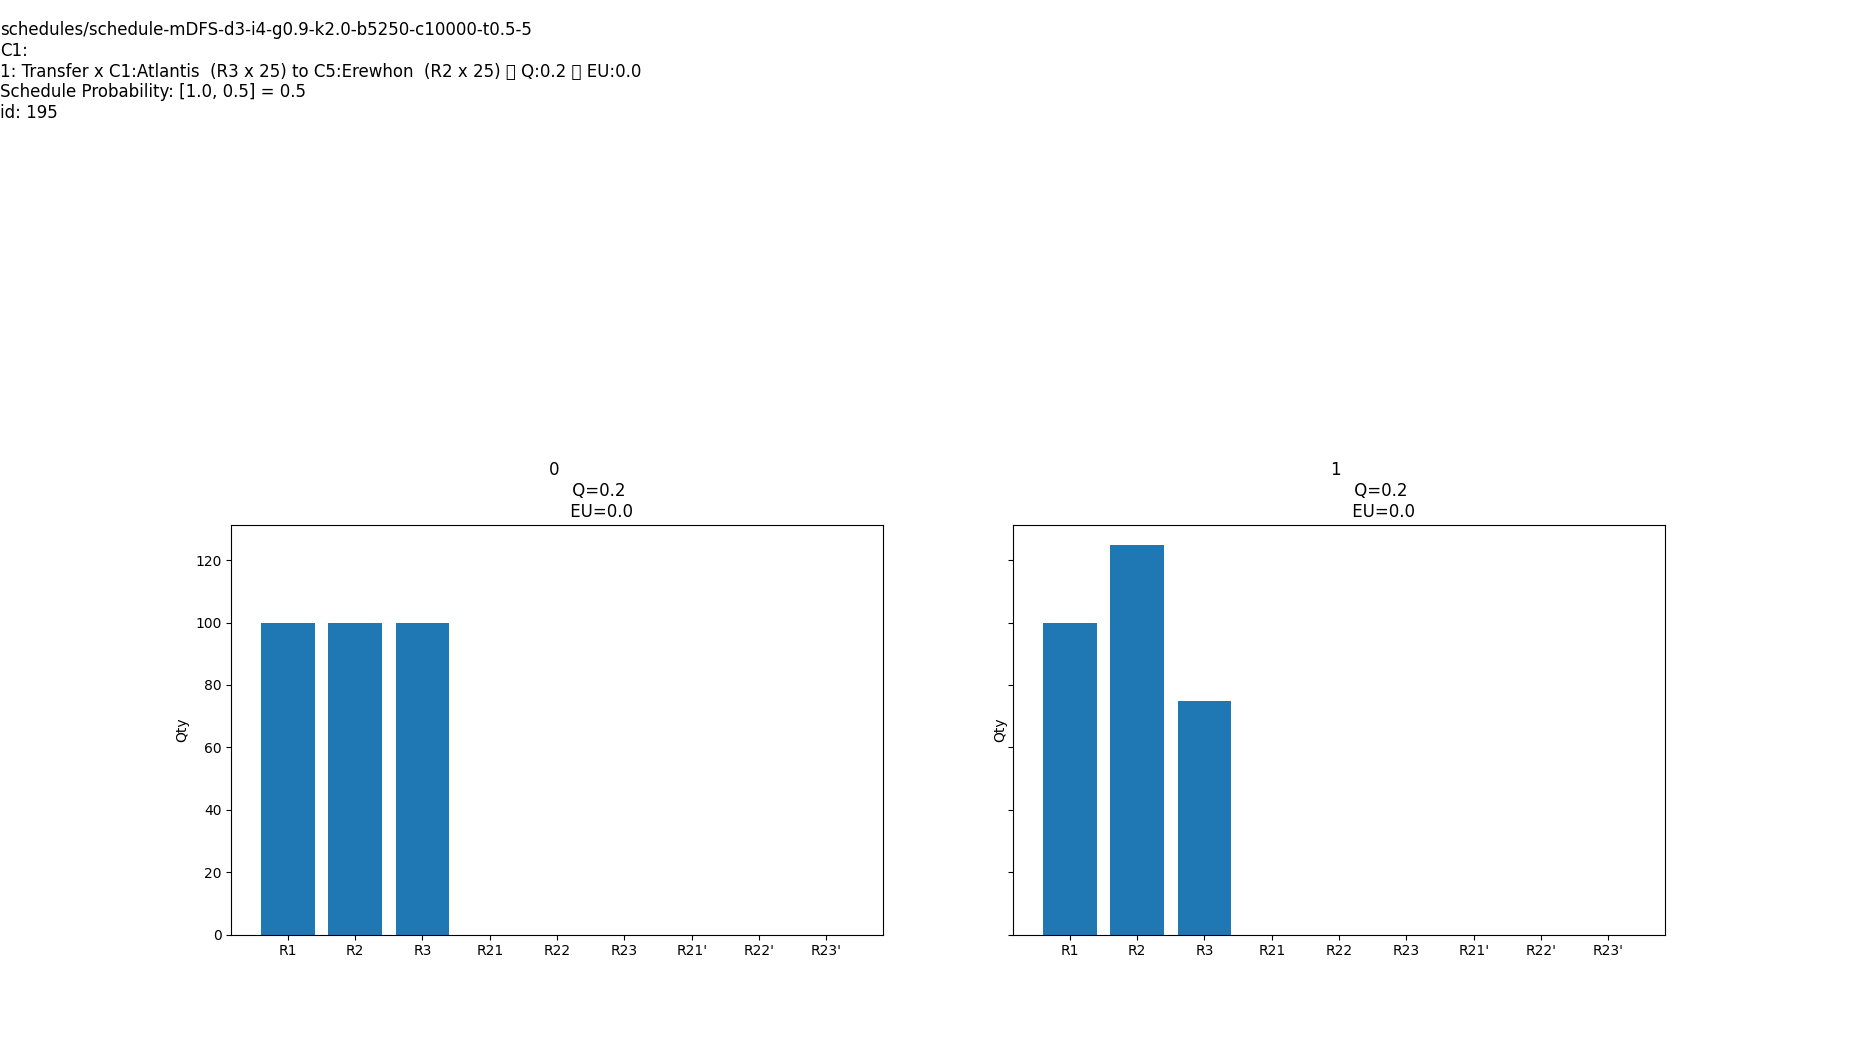 schedules/schedule-mDFS-d3-i4-g0.9-k2.0-b5250-c10000-t0.5-5
C1:
1: Transfer x C1:Atlantis  (R3 x 25) to C5:Erewhon  (R2 x 25) ▯ Q:0.2 ▯ EU:0.0
Schedule Probability: [1.0, 0.5] = 0.5
id: 195
0
Q=0.2
EU=0.0
120
100
80
60
40
20
0
Qty
R1 R2 R3 R21 R22 R23 R21' R22' R23'
1
Q=0.2
EU=0.0
Qty
R1 R2 R3 R21 R22 R23 R21' R22' R23'